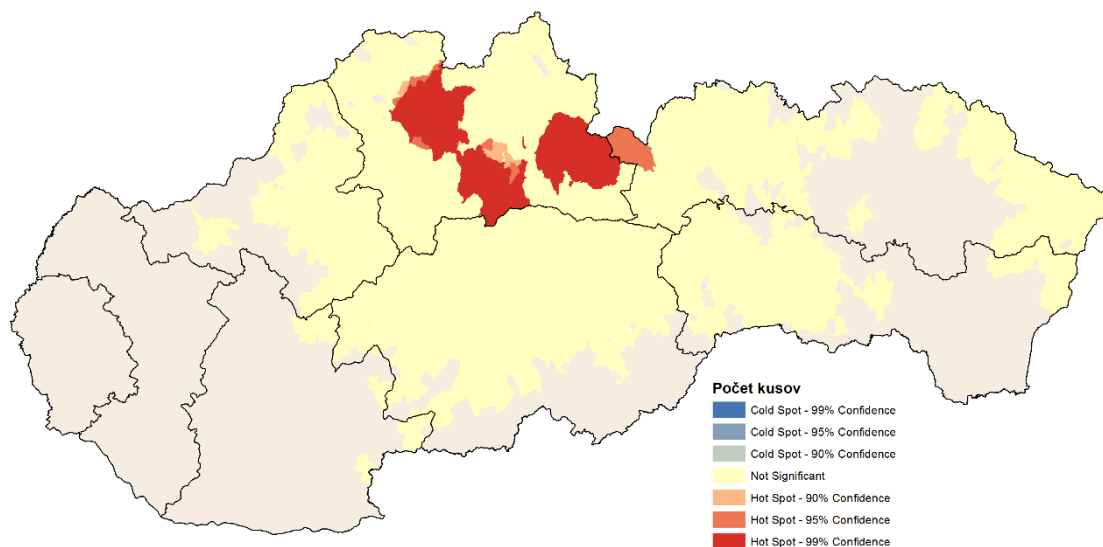 Počet kusov
Cold Spot - 99% Confidence
Cold Spot - 95% Confidence
Cold Spot - 90% Confidence
Not Significant
Hot Spot - 90% Confidence
Hot Spot - 95% Confidence
Hot Spot - 99% Confidence